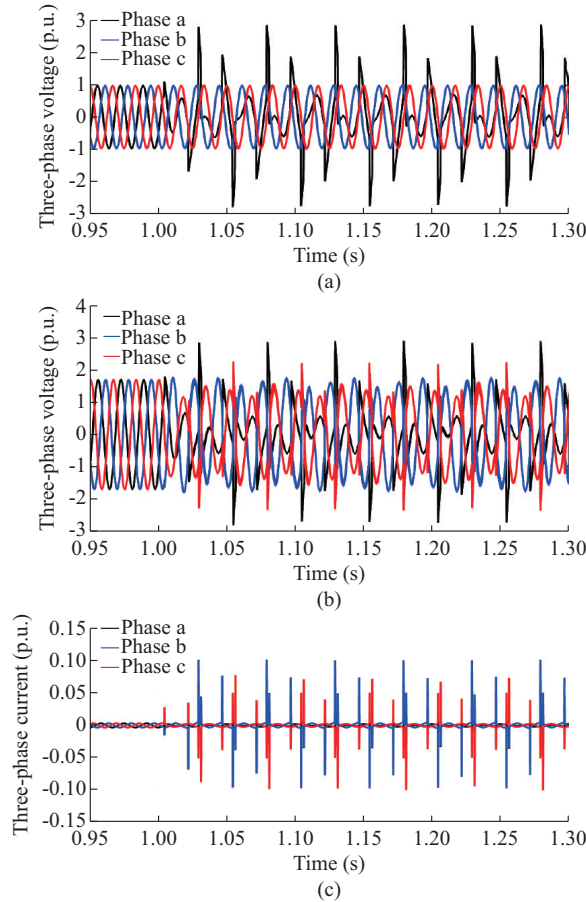 Three-phase voltage (p.u.)
3
2
1
0
-1
-2
-3
Phase a
Phase b
Phase c
0.95 1.00 1.05 1.10 1.15 1.20 1.25 1.30
Time (s)
(a)
Three-phase voltage (p.u.)
4
3
2
1
0
-1
-2
-3
Phase a
Phase b
Phase c
0.95 1.00 1.05 1.10 1.15 1.20 1.25 1.30
Time (s)
(b)
Three-phase current (p.u.)
0.15
0.10
0.05
0
-0.05
-0.10
-0.15
Phase a
Phase b
Phase c
0.95 1.00 1.05 1.10 1.15 1.20 1.25 1.30
Time (s)
(c)